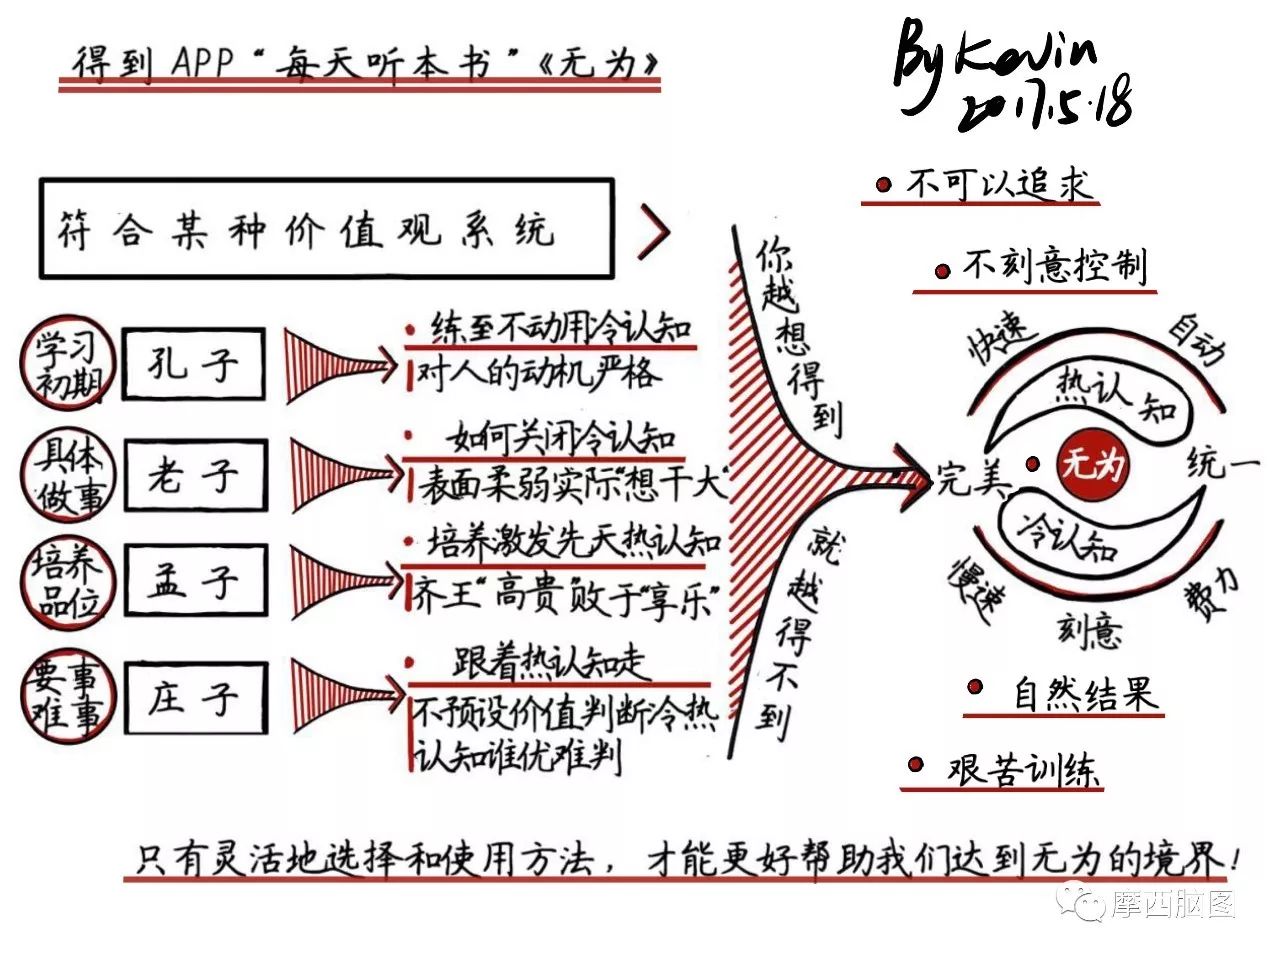 得到 APP “每天听本书”《无为》
By Kevin
2017.5.18
符合某种价值观系统
学习
初期
孔子
• 练至不动用冷认知
对人的动机严格
具体
做事
老子
• 如何关闭冷认知
表面柔弱实际“想干大“
培养
品位
孟子
• 培养激发先天热认知
齐王“高贵”败于“享乐”
要事
难事
庄子
• 跟着热认知走
不预设价值判断冷热
认知谁优难判
你越想得到
就越得不到
• 不可以追求
• 不刻意控制
快速
自动
热认知
完美
• 无为
统一
冷认知
慢速
刻意
费力
• 自然结果
• 艰苦训练
只有灵活地选择和使用方法，才能更好帮助我们达到无为的境界！
摩西脑图